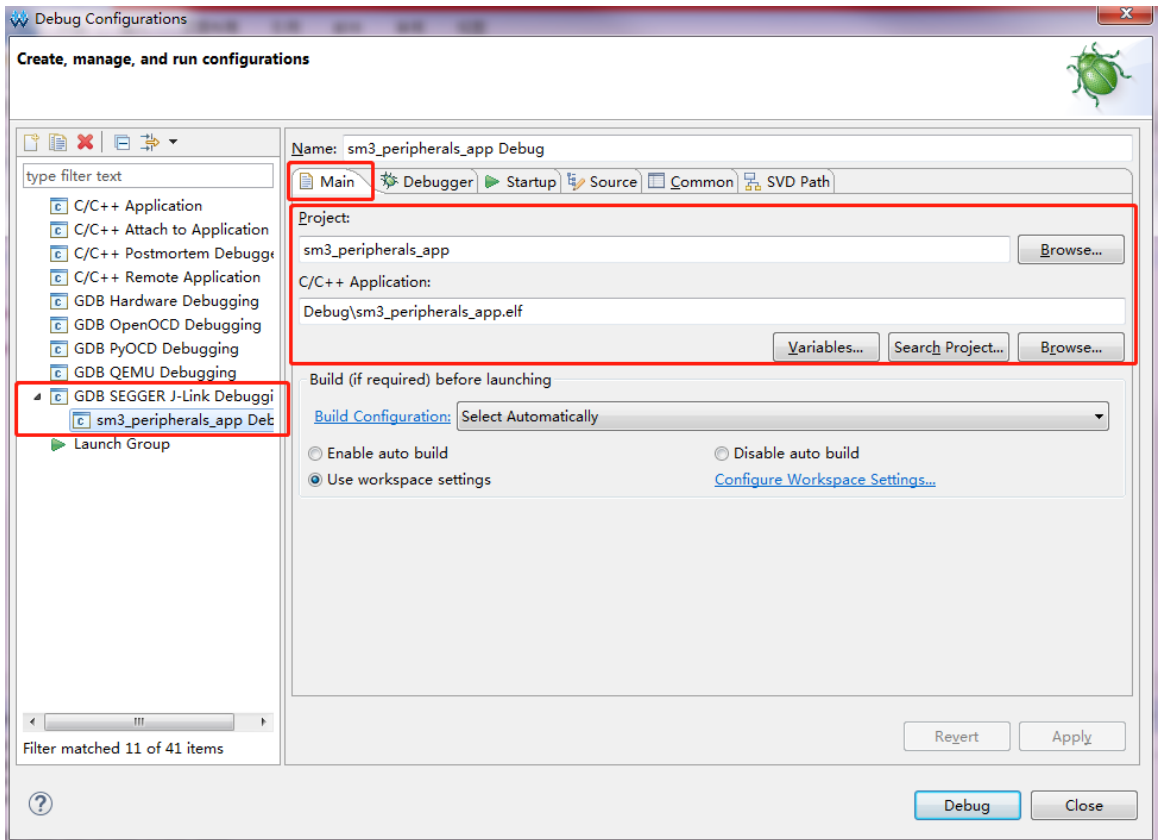 Debug Configurations
Create, manage, and run configurations
type filter text
C/C++ Application
C/C++ Attach to Application
C/C++ Postmortem Debugge
C/C++ Remote Application
GDB Hardware Debugging
GDB OpenOCD Debugging
GDB PyOCD Debugging
GDB QEMU Debugging
GDB SEGGER J-Link Debuggi
sm3_peripherals_app Deb
Launch Group
Filter matched 11 of 41 items
Name: sm3_peripherals_app Debug
Main Debugger Startup Source Common SVD Path
Project:
sm3_peripherals_app Browse...
C/C++ Application:
Debug\sm3_peripherals_app.elf
Variables... Search Project... Browse...
Build (if required) before launching
Build Configuration: Select Automatically
Enable auto build Disable auto build
Use workspace settings Configure Workspace Settings...
Revert Apply
Debug Close